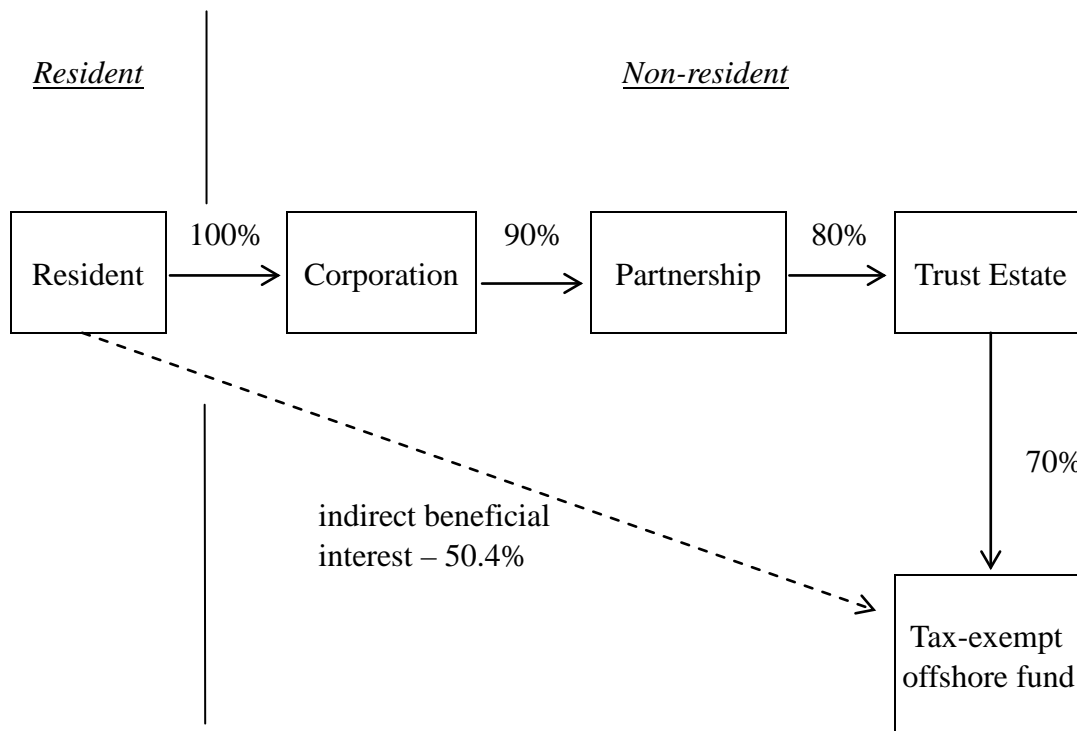 Resident
Non-resident
100%
90%
80%
Resident
Corporation
Partnership
Trust Estate
70%
indirect beneficial
interest – 50.4%
Tax-exempt
offshore fund